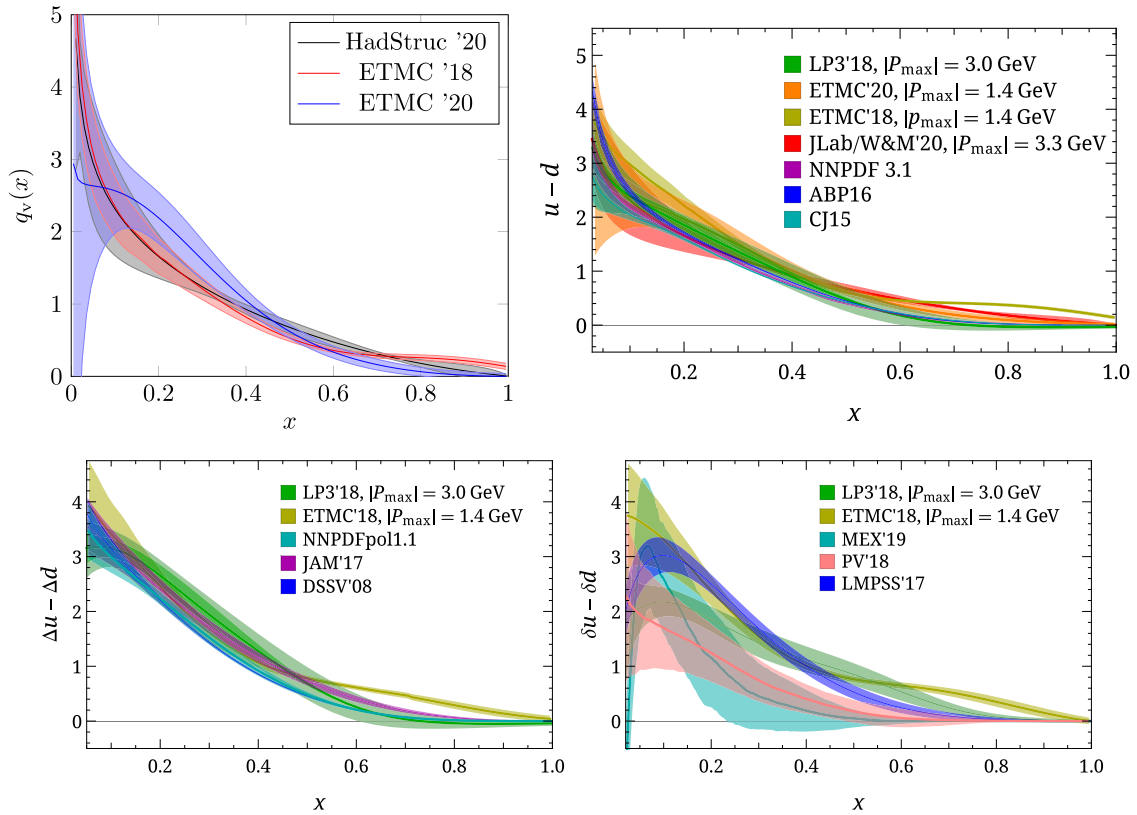 5
4
3
2
1
0
q_v(x)
HadStruc '20
ETMC '18
ETMC '20
0 0.2 0.4 0.6 0.8 1
x
5
4
3
2
1
0
u – d
LP3'18, |P_max| = 3.0 GeV
ETMC'20, |P_max| = 1.4 GeV
ETMC'18, |p_max| = 1.4 GeV
JLab/W&M'20, |P_max| = 3.3 GeV
NNPDF 3.1
ABP16
CJ15
0.2 0.4 0.6 0.8 1.0
x
4
3
2
1
0
Δu – Δd
LP3'18, |P_max| = 3.0 GeV
ETMC'18, |P_max| = 1.4 GeV
NNPDFpol1.1
JAM'17
DSSV'08
0.2 0.4 0.6 0.8 1.0
x
4
3
2
1
0
δu – δd
LP3'18, |P_max| = 3.0 GeV
ETMC'18, |P_max| = 1.4 GeV
MEX'19
PV'18
LMPSS'17
0.2 0.4 0.6 0.8 1.0
x